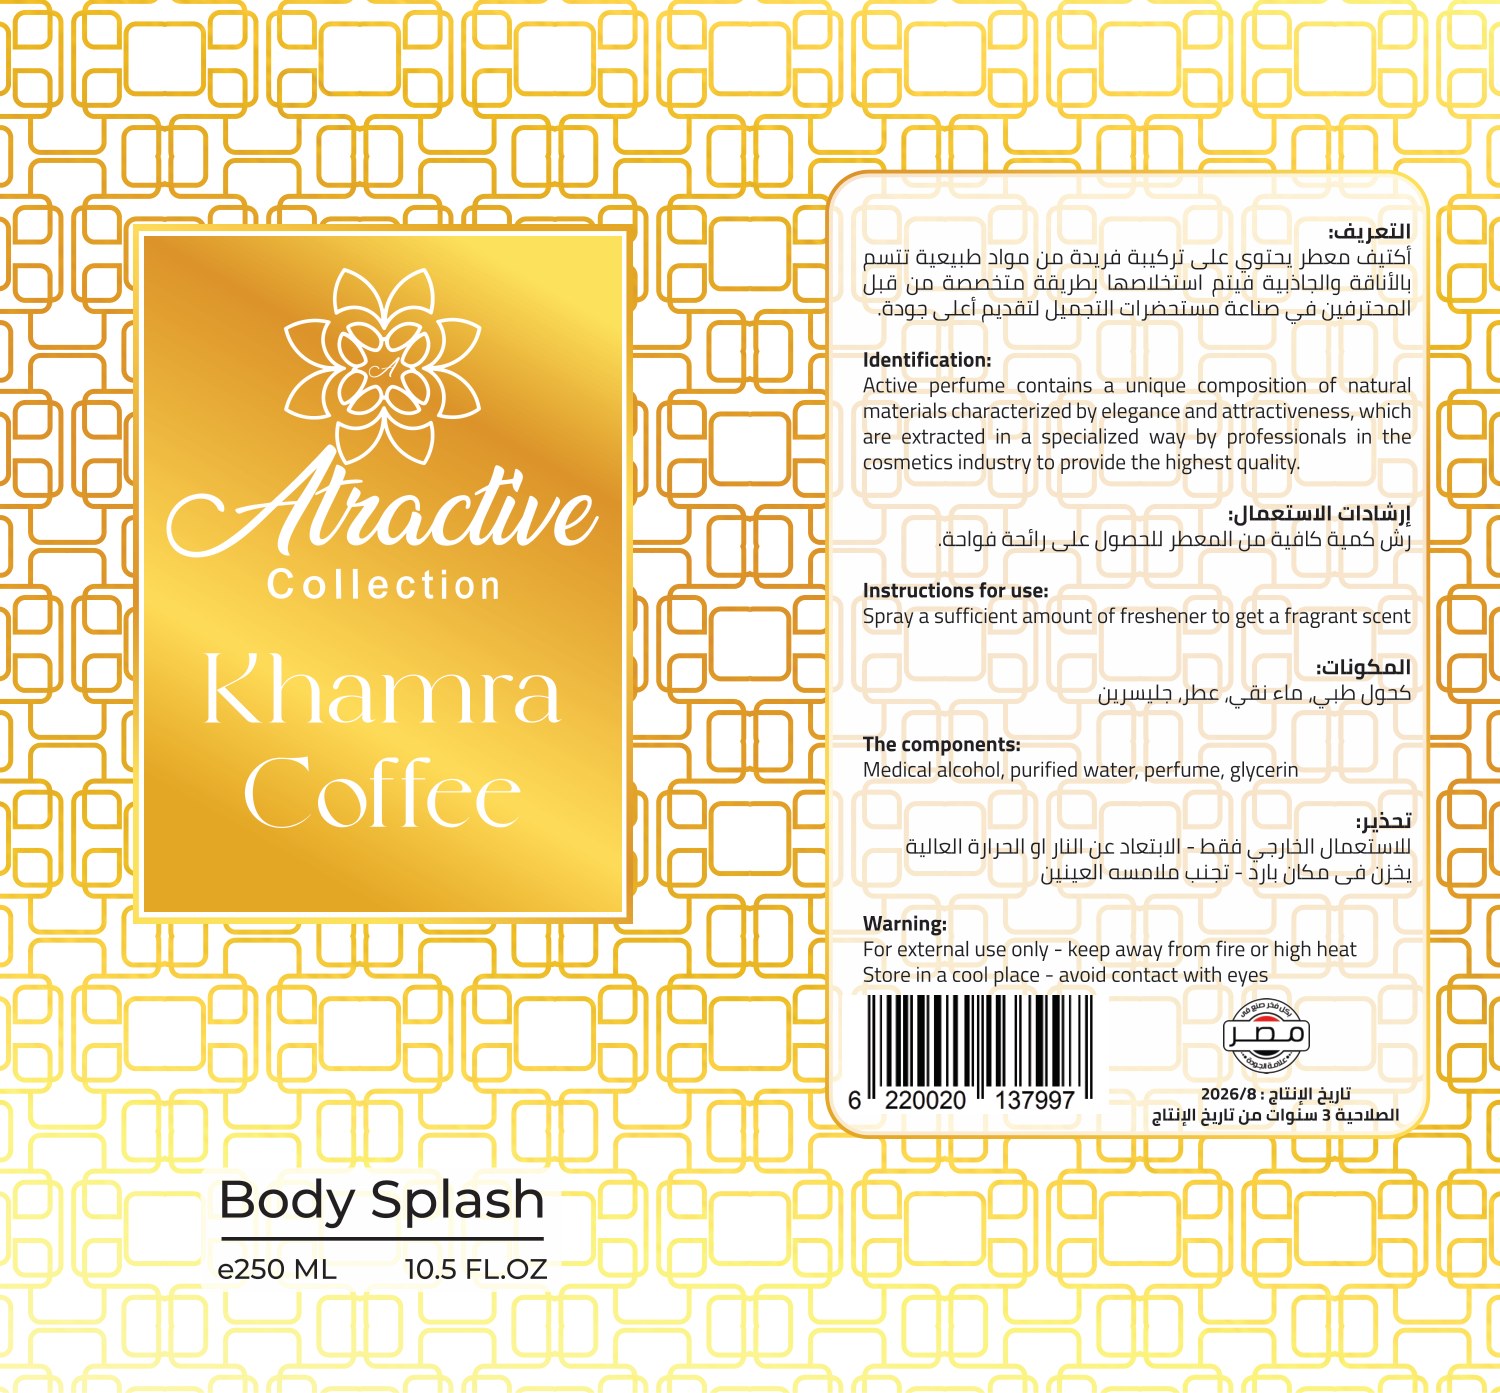 A
Atractive
Collection
Khamra
Coffee
Body Splash
e250 ML 10.5 FL.OZ
التعريف:
أكتيف معطر يحتوي على تركيبة فريدة من مواد طبيعية تتسم
بالأناقة والجاذبية فيتم استخلاصها بطريقة متخصصة من قبل
المحترفين في صناعة مستحضرات التجميل لتقديم أعلى جودة.
Identification:
Active perfume contains a unique composition of natural
materials characterized by elegance and attractiveness, which
are extracted in a specialized way by professionals in the
cosmetics industry to provide the highest quality.
إرشادات الاستعمال:
رش كمية كافية من المعطر للحصول على رائحة فواحة.
Instructions for use:
Spray a sufficient amount of freshener to get a fragrant scent
المكونات:
كحول طبي, ماء نقي, عطر, جليسرين
The components:
Medical alcohol, purified water, perfume, glycerin
تحذير:
للاستعمال الخارجي فقط - الابتعاد عن النار او الحرارة العالية
يخزن فى مكان بارد - تجنب ملامسه العينين
Warning:
For external use only - keep away from fire or high heat
Store in a cool place - avoid contact with eyes
6 220020 137997
بكل فخر صنع في
مصر
علامة الجودة
تاريخ الإنتاج : 2026/8
الصلاحية 3 سنوات من تاريخ الإنتاج